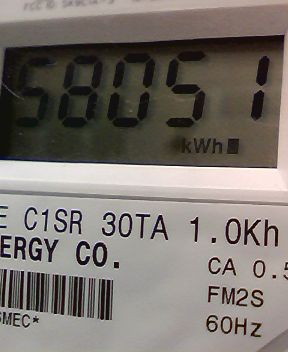 58051
kWh
E C1SR 30TA 1.0Kh
ERGY CO.
CA 0.5
FM2S
60Hz
SMEC*